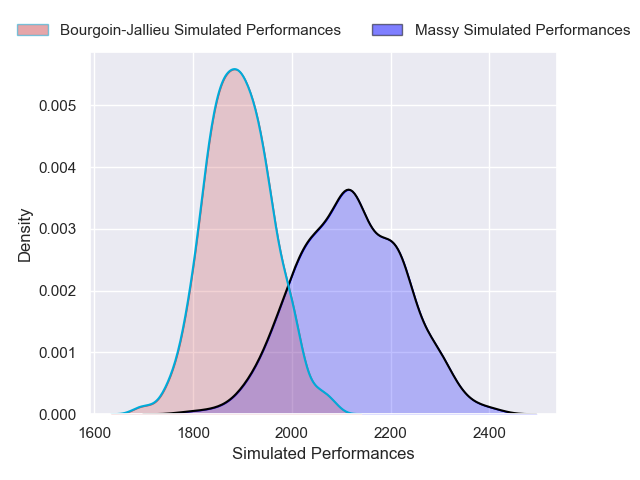 Bourgoin-Jallieu Simulated Performances
Massy Simulated Performances
Density
0.005
0.004
0.003
0.002
0.001
0.000
1600
1800
2000
2200
2400
Simulated Performances